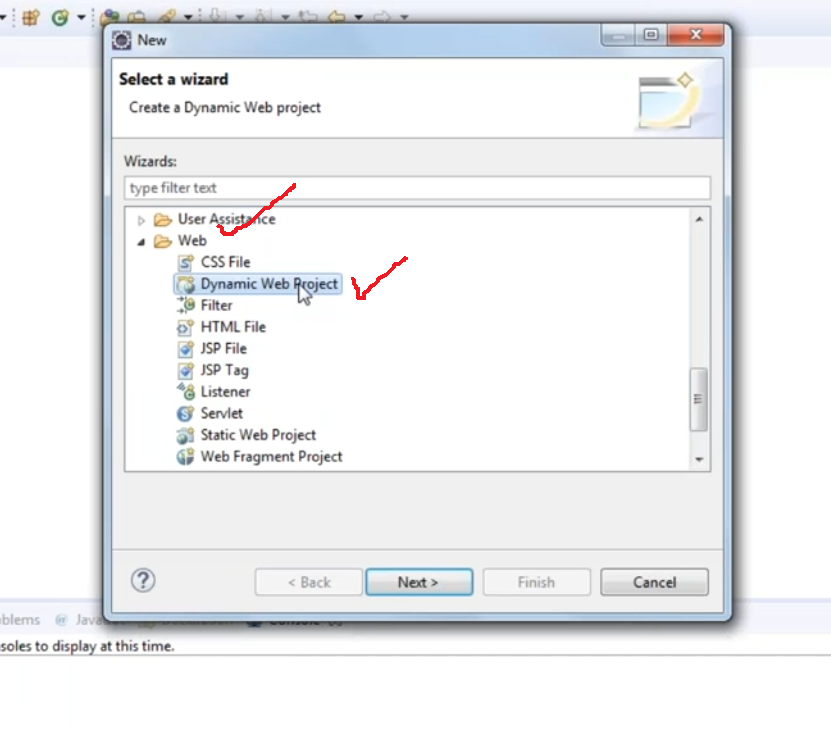 New
Select a wizard
Create a Dynamic Web project
Wizards:
type filter text
User Assistance
Web
CSS File
Dynamic Web Project
Filter
HTML File
JSP File
JSP Tag
Listener
Servlet
Static Web Project
Web Fragment Project
< Back
Next >
Finish
Cancel
oblems @ Java Console
soles to display at this time.